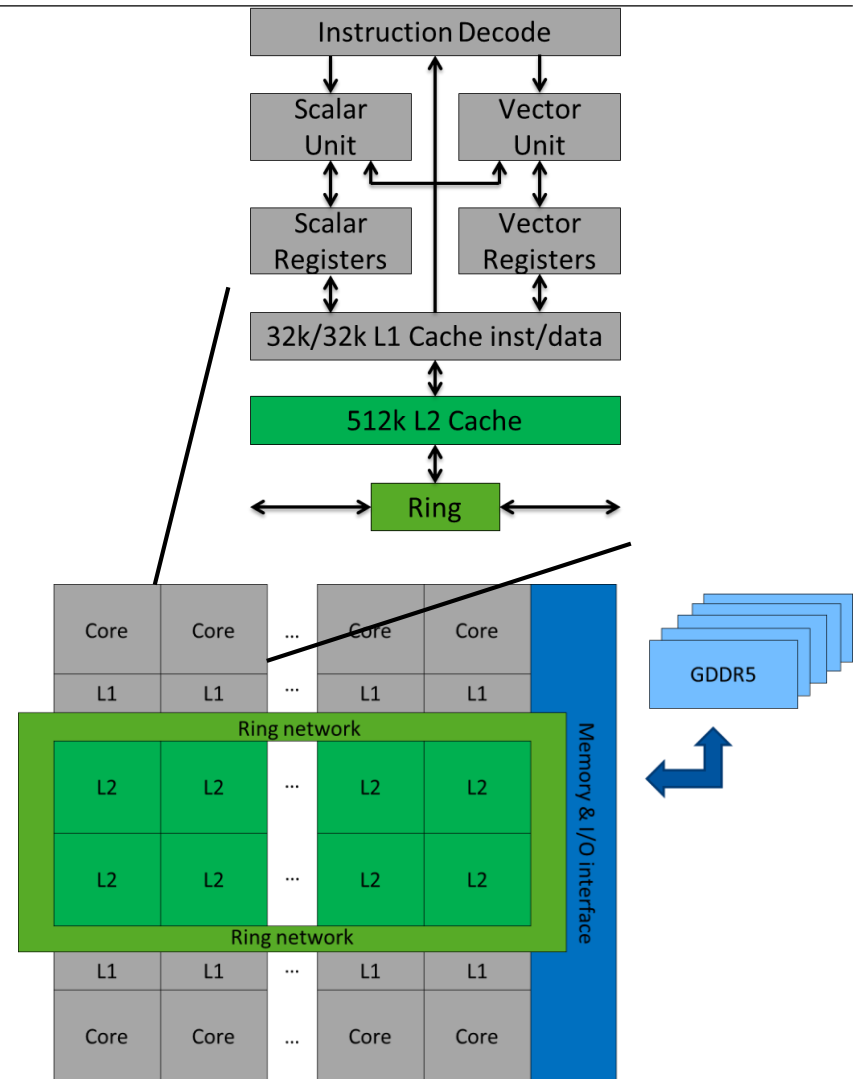 Instruction Decode
Scalar
Unit
Vector
Unit
Scalar
Registers
Vector
Registers
32k/32k L1 Cache inst/data
512k L2 Cache
Ring
Core Core ... Core Core
L1 L1 ... L1 L1
Ring network
L2 L2 ... L2 L2
L2 L2 ... L2 L2
Ring network
L1 L1 ... L1 L1
Core Core ... Core Core
Memory & I/O interface
GDDR5